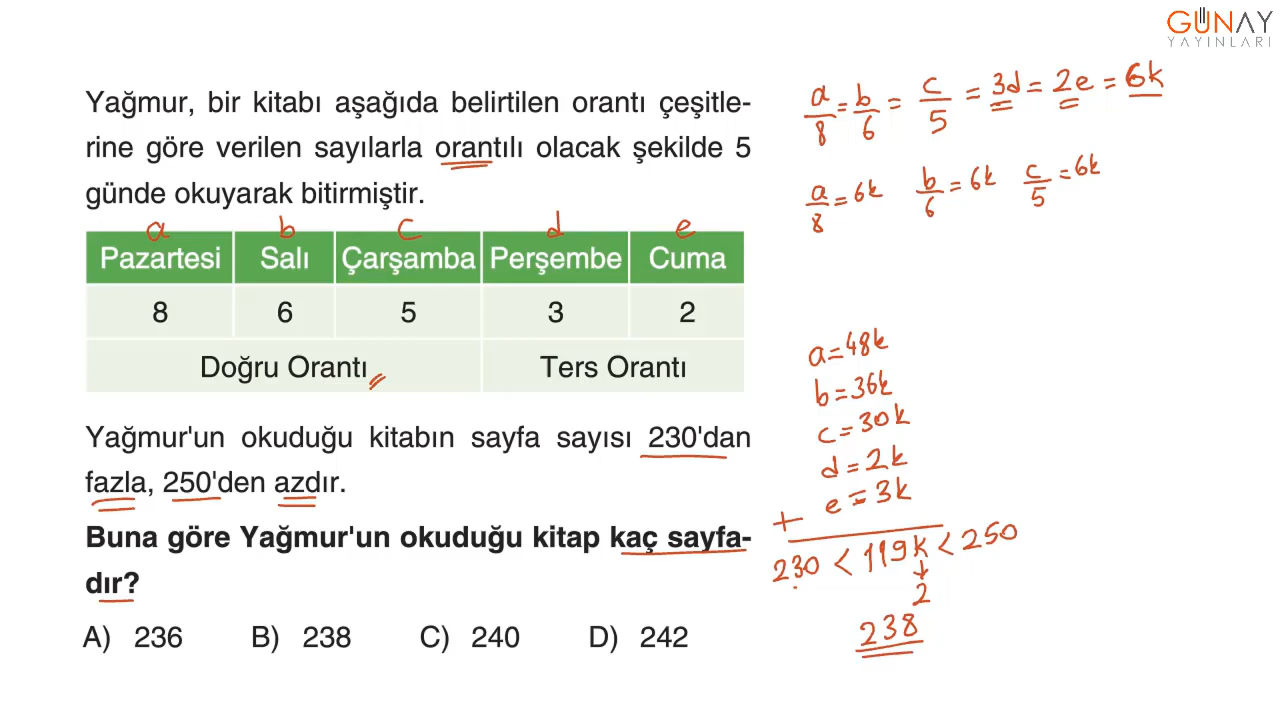 GÜNAY
YAYINLARI
Yağmur, bir kitabı aşağıda belirtilen orantı çeşitle-
rine göre verilen sayılarla orantılı olacak şekilde 5
günde okuyarak bitirmiştir.
a b c d e
Pazartesi Salı Çarşamba Perşembe Cuma
8 6 5 3 2
Doğru Orantı Ters Orantı
Yağmur'un okuduğu kitabın sayfa sayısı 230'dan
fazla, 250'den azdır.
Buna göre Yağmur'un okuduğu kitap kaç sayfa-
dır?
A) 236 B) 238 C) 240 D) 242
a/8 = b/6 = c/5 = 3d = 2e = 6k
a/8 = 6k b/6 = 6k c/5 = 6k
a = 48k
b = 36k
c = 30k
d = 2k
e = 3k
+
230 < 119k < 250
↓
2
238